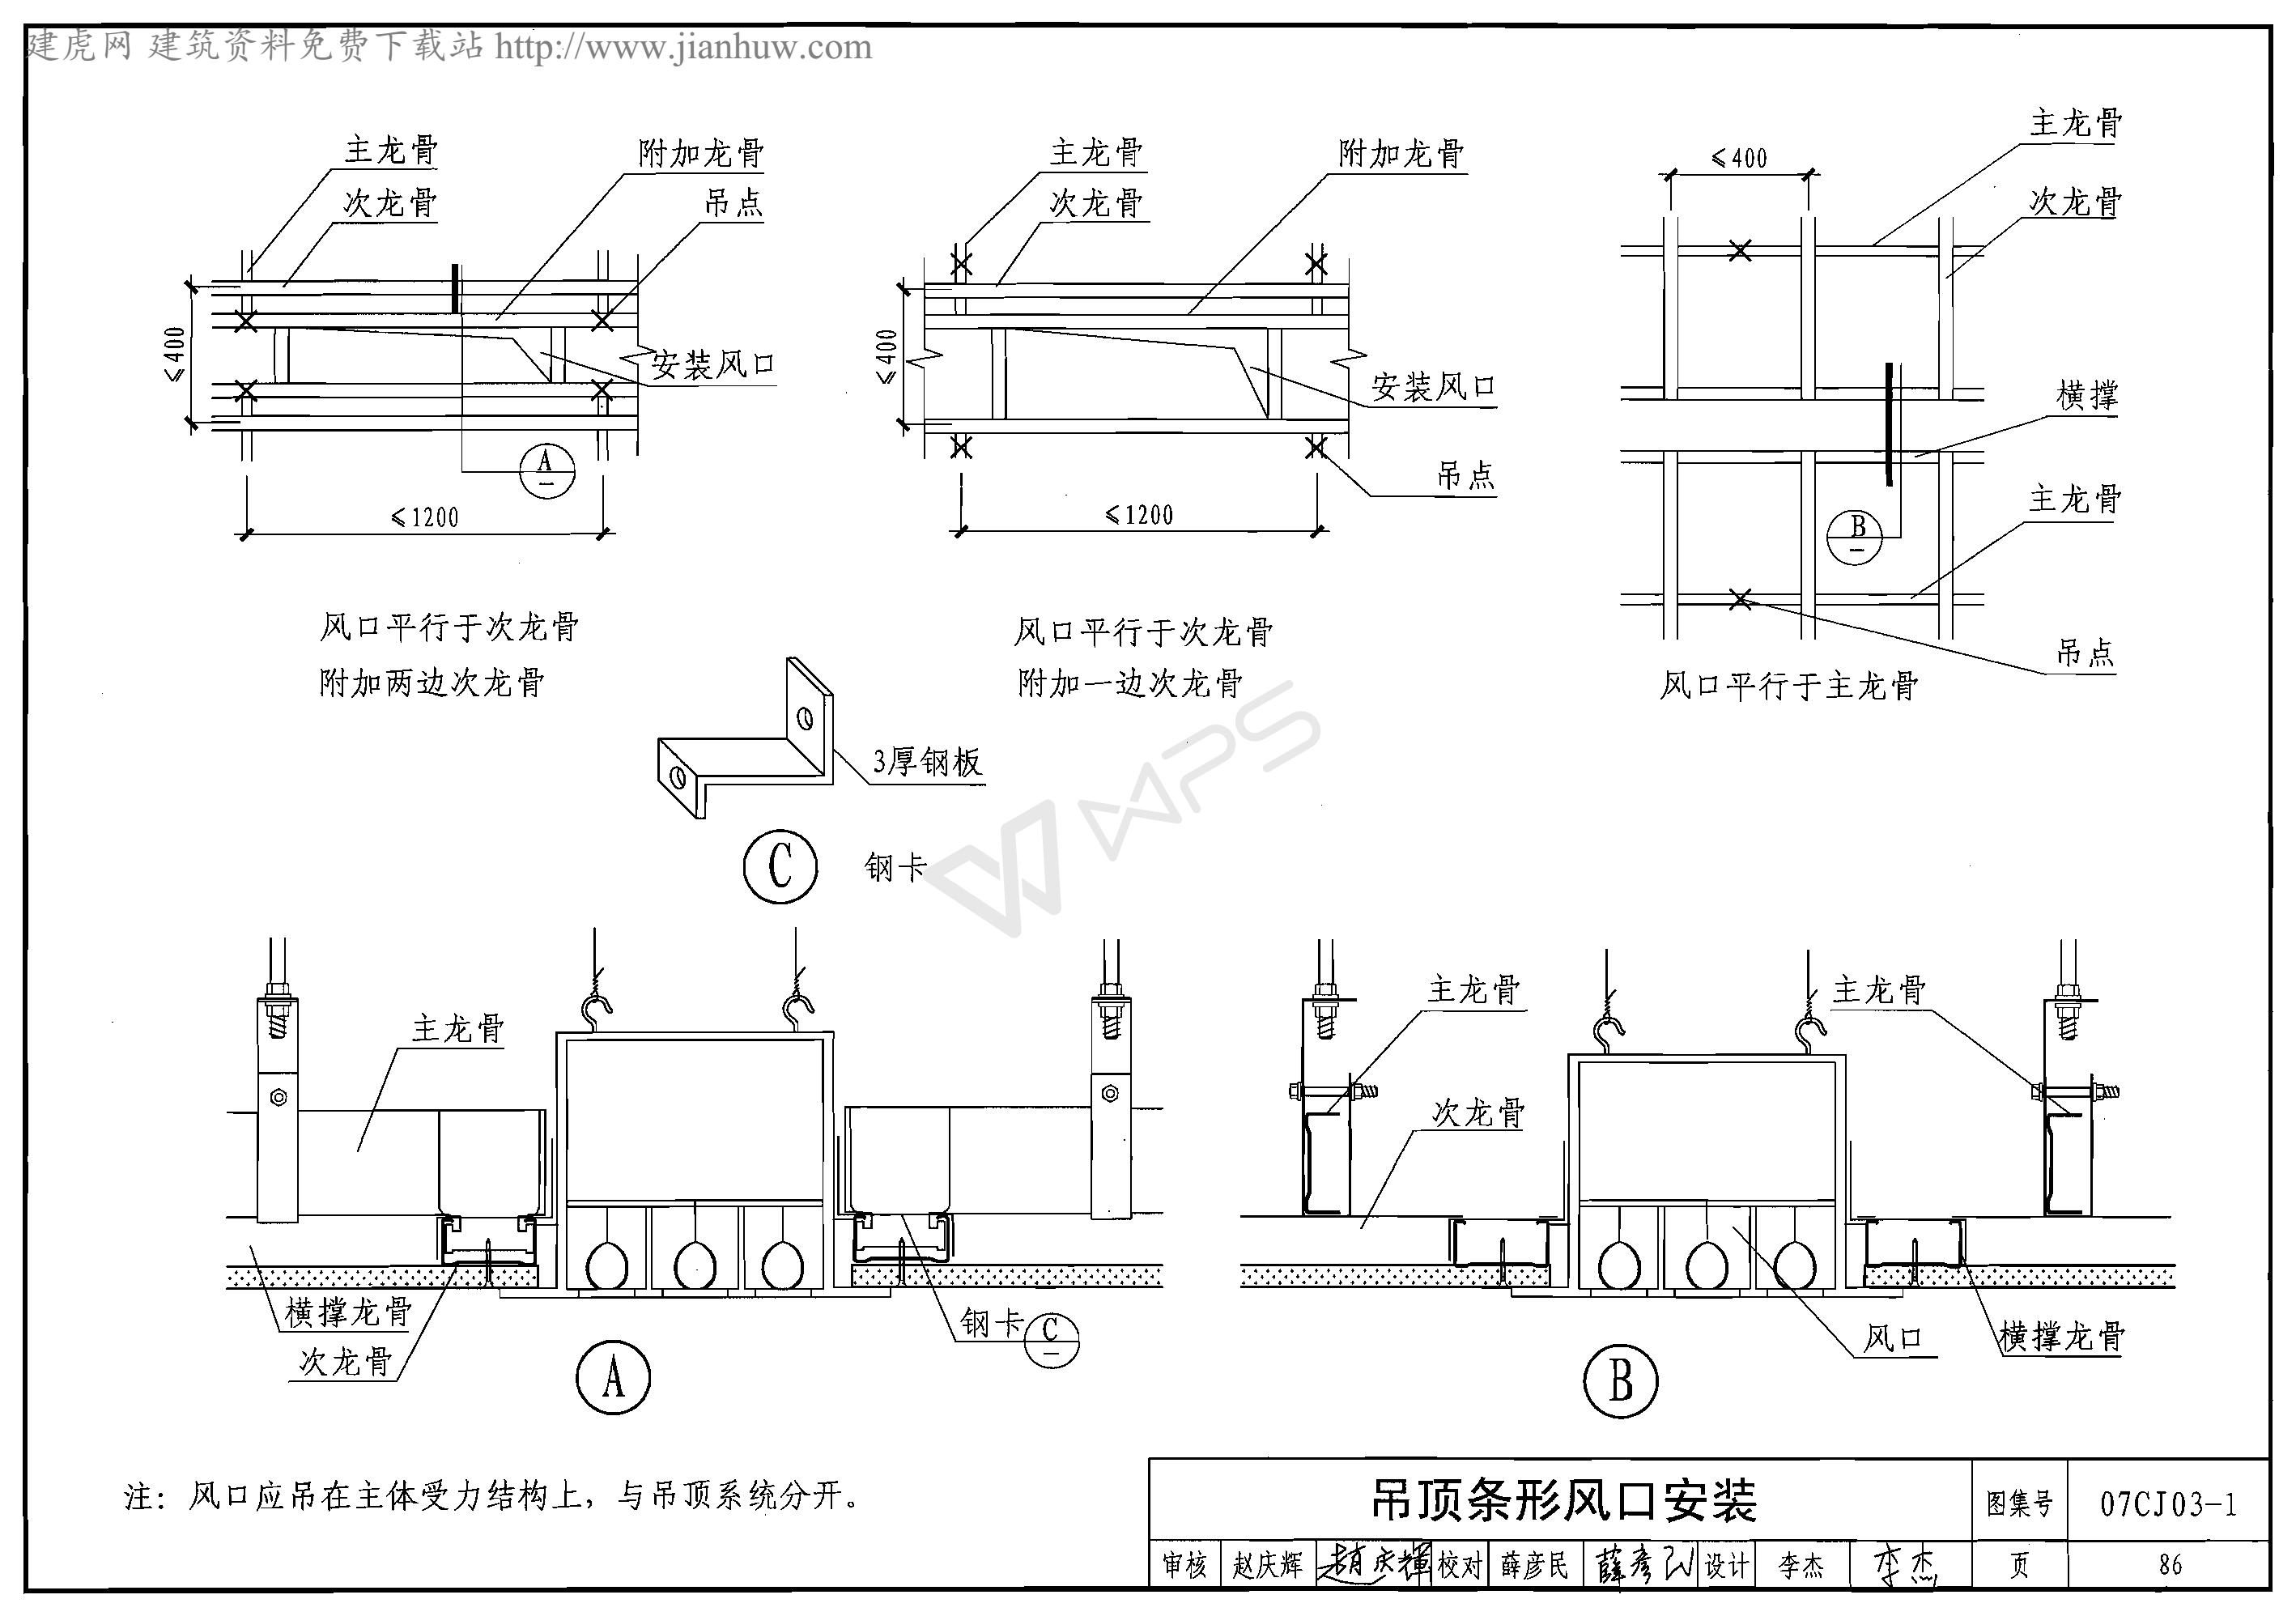 建虎网 建筑资料免费下载站 http://www.jianhuw.com
主龙骨
次龙骨
附加龙骨
吊点
安装风口
≤400
A
≤1200
风口平行于次龙骨
附加两边次龙骨
主龙骨
次龙骨
附加龙骨
安装风口
吊点
≤400
≤1200
风口平行于次龙骨
附加一边次龙骨
≤400
主龙骨
次龙骨
横撑
主龙骨
B
吊点
风口平行于主龙骨
3厚钢板
C 钢卡
WPS
主龙骨
横撑龙骨
次龙骨
钢卡 C
A
主龙骨
主龙骨
次龙骨
风口
横撑龙骨
B
注：风口应吊在主体受力结构上，与吊顶系统分开。
吊顶条形风口安装 图集号 07CJ03-1
审核 赵庆辉 赵庆輝 校对 薛彦民 薛彦民 设计 李杰 李杰 页 86